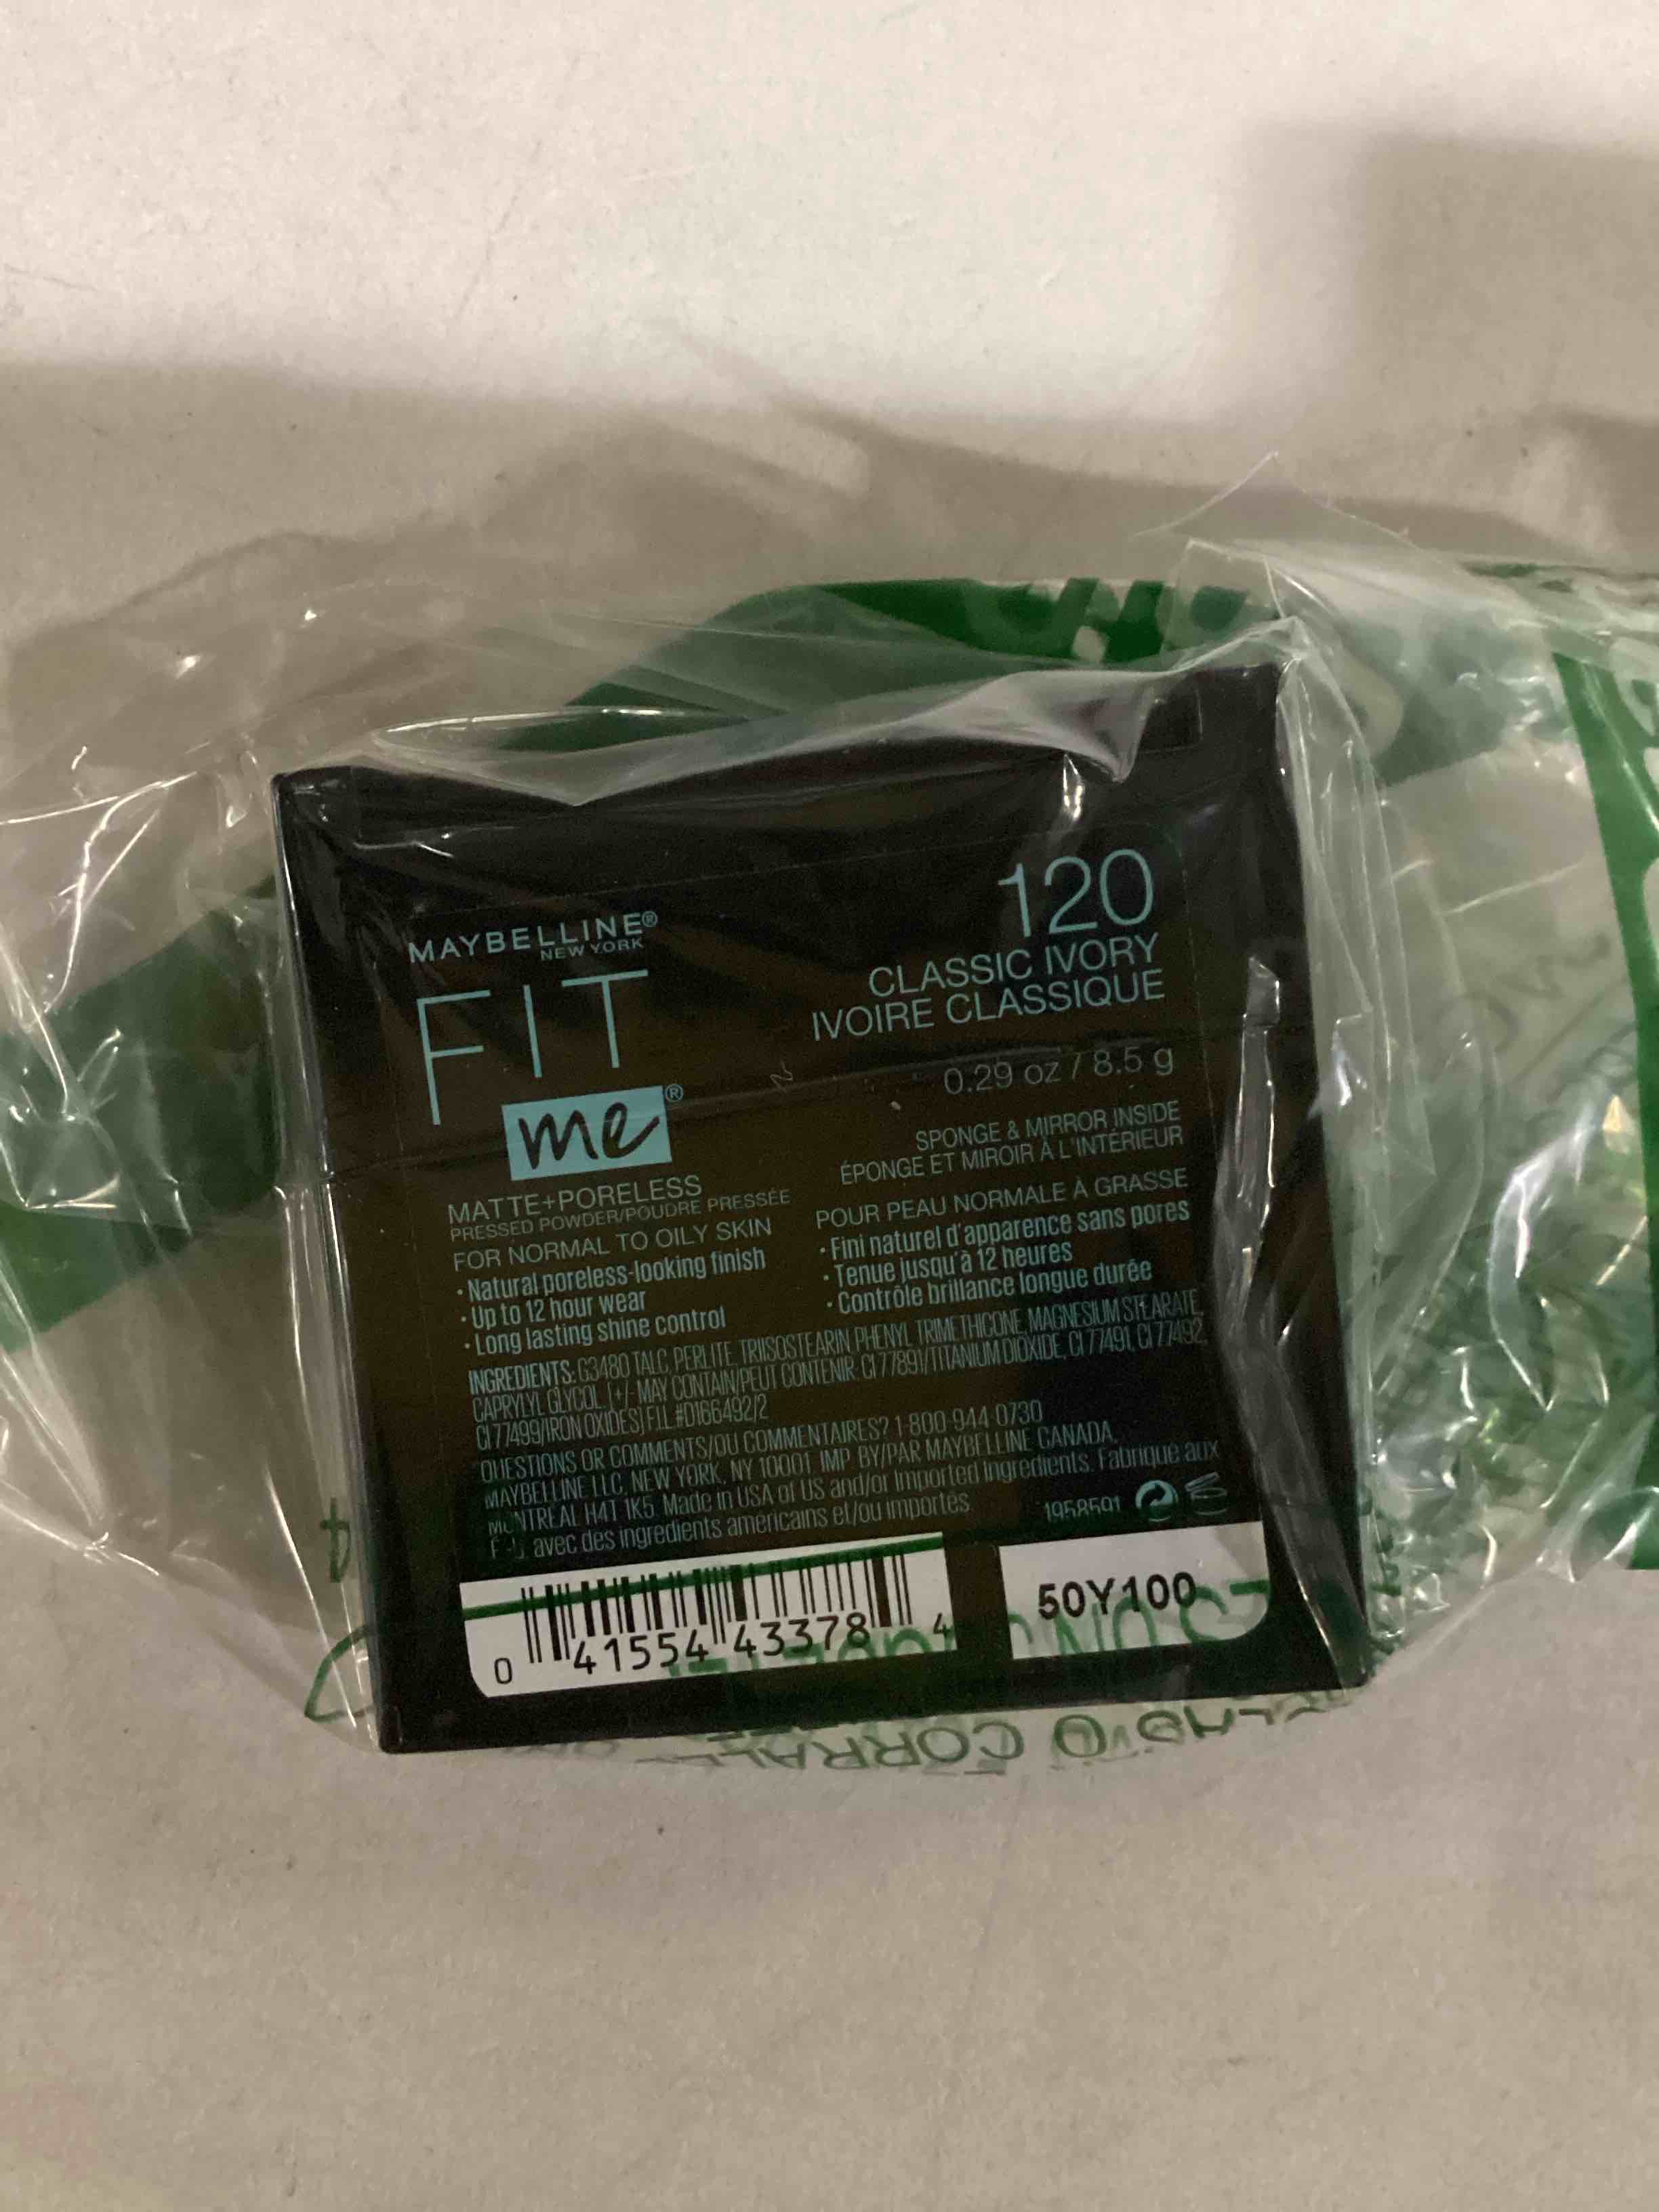 MAYBELLINE®
NEW YORK
FIT
me®
MATTE+PORELESS
PRESSED POWDER/POUDRE PRESSÉE
FOR NORMAL TO OILY SKIN
• Natural poreless-looking finish
• Up to 12 hour wear
• Long lasting shine control
120
CLASSIC IVORY
IVOIRE CLASSIQUE
0.29 oz / 8.5 g
SPONGE & MIRROR INSIDE
ÉPONGE ET MIROIR À L'INTÉRIEUR
POUR PEAU NORMALE À GRASSE
• Fini naturel d'apparence sans pores
• Tenue jusqu'à 12 heures
• Contrôle brillance longue durée
INGREDIENTS: G3480 TALC, PERLITE, TRIISOSTEARIN, PHENYL TRIMETHICONE, MAGNESIUM STEARATE,
CAPRYLYL GLYCOL, [+/- MAY CONTAIN/PEUT CONTENIR: CI 77891/TITANIUM DIOXIDE, CI 77491, CI 77492,
CI 77499/IRON OXIDES] F.I.L. #D166492/2
QUESTIONS OR COMMENTS/OU COMMENTAIRES? 1-800-944-0730
MAYBELLINE LLC, NEW YORK, NY 10001 IMP. BY/PAR MAYBELLINE CANADA,
MONTREAL H4T 1K5. Made in USA of US and/or Imported Ingredients. Fabriqué aux
É.-U. avec des ingrédients américains et/ou importés.
1958591
0 41554 43378 4
50Y100
CORRAL